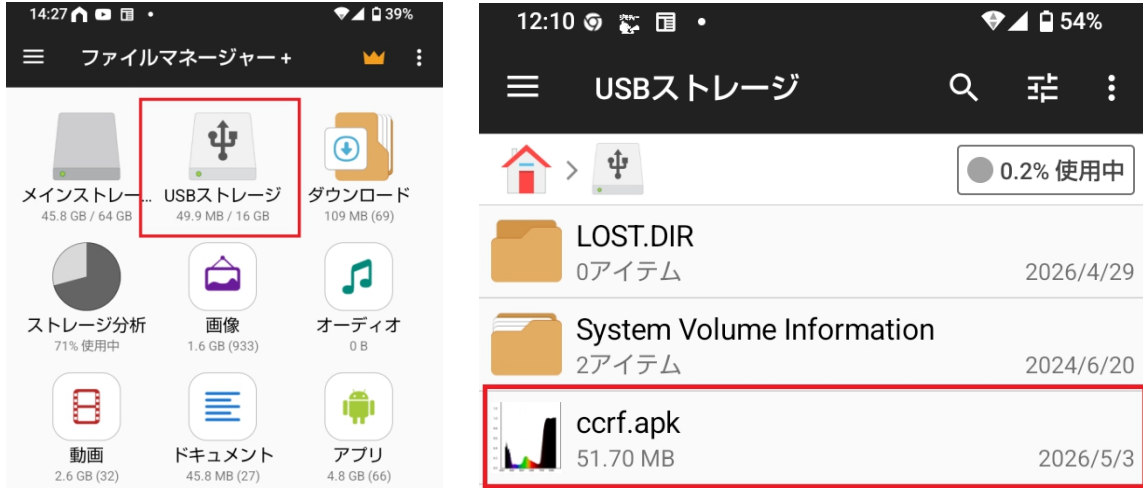 14:27
39%
ファイルマネージャー +
メインストレー...
45.8 GB / 64 GB
USBストレージ
49.9 MB / 16 GB
ダウンロード
109 MB (69)
ストレージ分析
71% 使用中
画像
1.6 GB (933)
オーディオ
0 B
動画
2.6 GB (32)
ドキュメント
45.8 MB (27)
アプリ
4.8 GB (66)
12:10
54%
USBストレージ
0.2% 使用中
LOST.DIR
0アイテム
2026/4/29
System Volume Information
2アイテム
2024/6/20
ccrf.apk
51.70 MB
2026/5/3